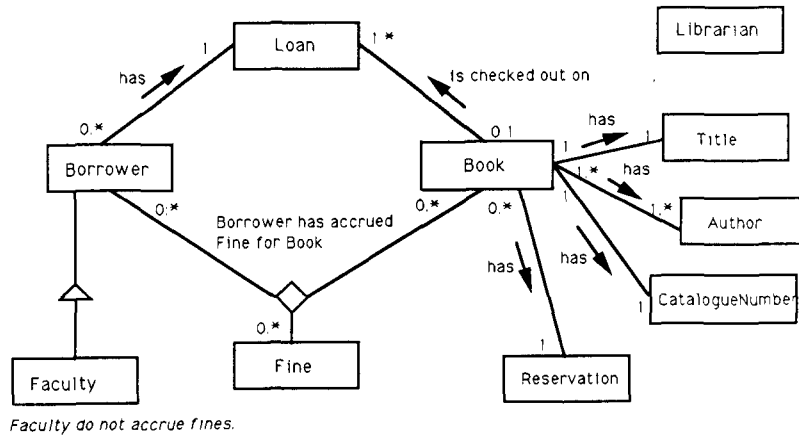 Loan
Librarian
1
1.*
has
Is checked out on
0.*
0.1
has
Borrower
Book
1
1
Title
has
1.*
0.*
Borrower has accrued
Fine for Book
0.*
0.*
1
1.*
Author
has
has
CatalogueNumber
1
0.*
Fine
1
Faculty
Reservation
Faculty do not accrue fines.